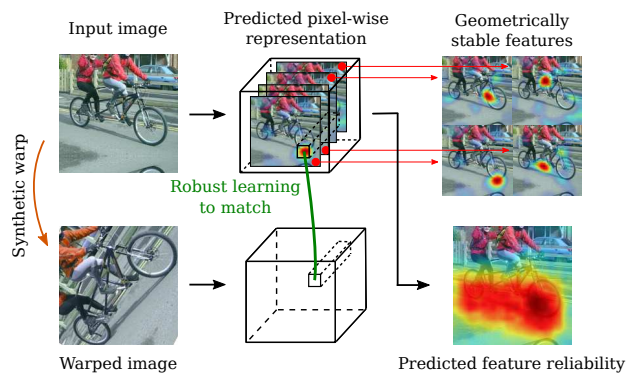 Input image
Predicted pixel-wise
representation
Geometrically
stable features
Synthetic warp
Robust learning
to match
Warped image
Predicted feature reliability